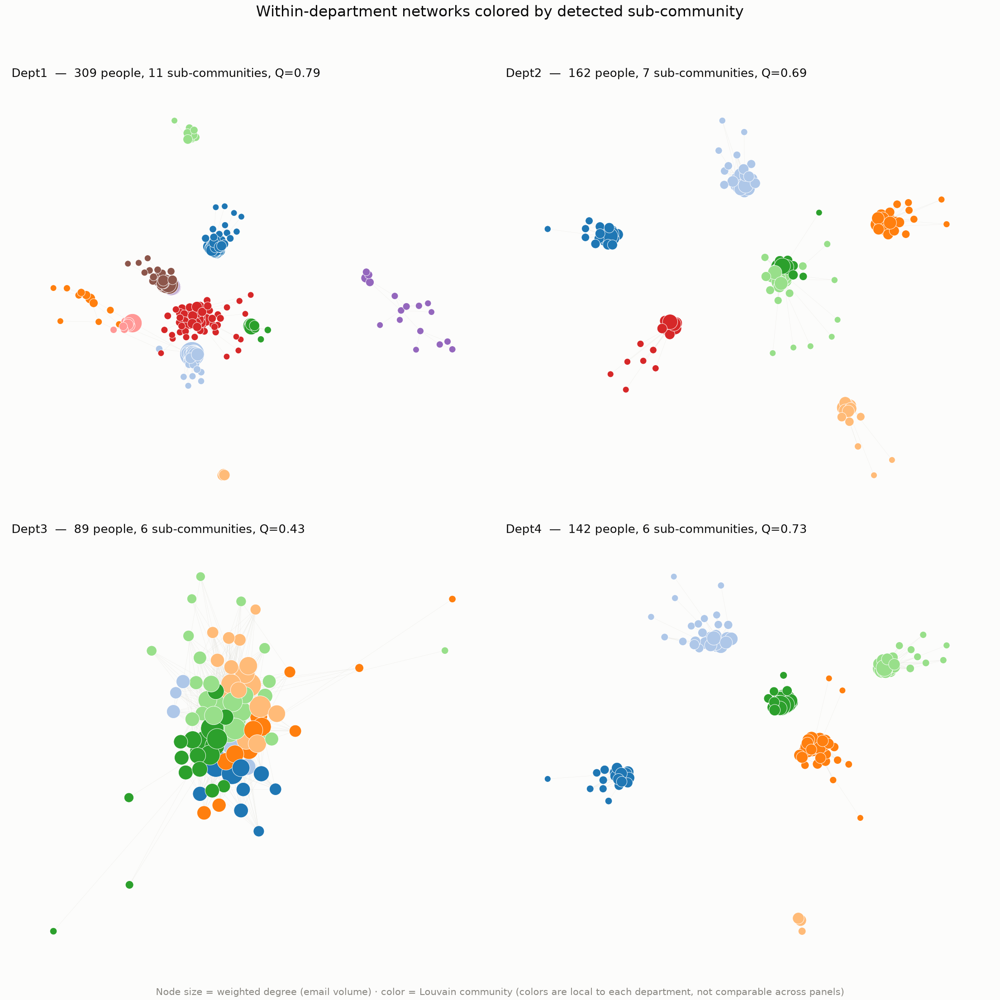 Within-department networks colored by detected sub-community
Dept1 — 309 people, 11 sub-communities, Q=0.79
Dept2 — 162 people, 7 sub-communities, Q=0.69
Dept3 — 89 people, 6 sub-communities, Q=0.43
Dept4 — 142 people, 6 sub-communities, Q=0.73
Node size = weighted degree (email volume) · color = Louvain community (colors are local to each department, not comparable across panels)